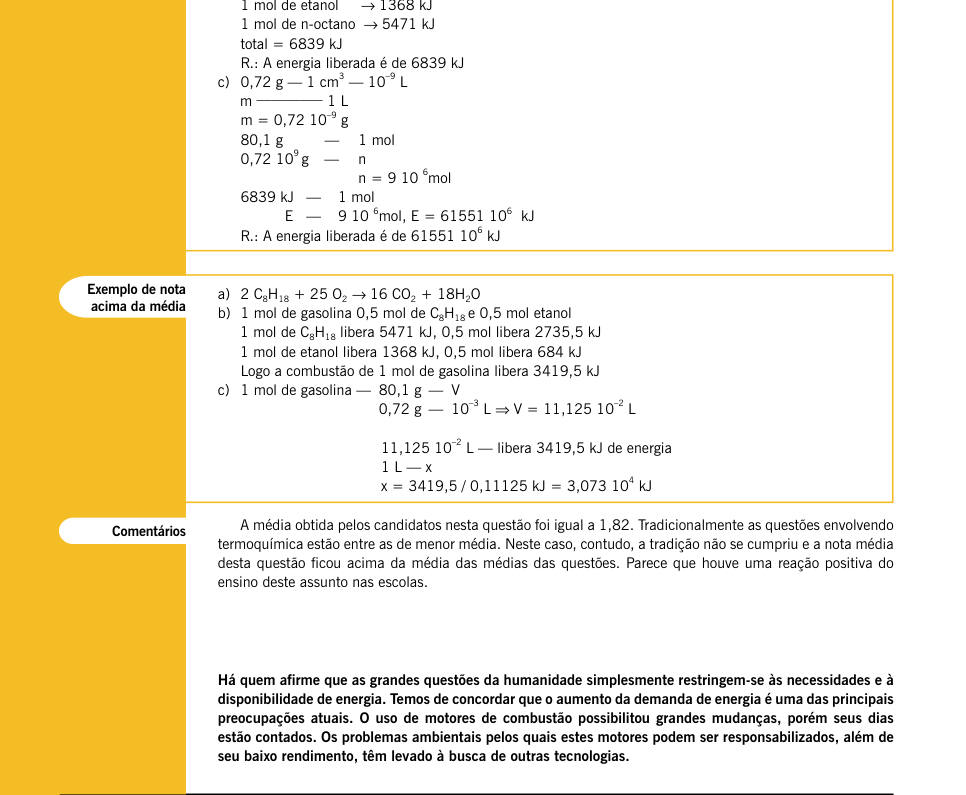 1 mol de etanol → 1368 kJ
1 mol de n-octano → 5471 kJ
total = 6839 kJ
R.: A energia liberada é de 6839 kJ
c) 0,72 g — 1 cm³ — 10⁻⁹ L
m ———— 1 L
m = 0,72 10⁻⁹ g
80,1 g — 1 mol
0,72 10⁹ g — n
n = 9 10 ⁶mol
6839 kJ — 1 mol
E — 9 10 ⁶mol, E = 61551 10⁶ kJ
R.: A energia liberada é de 61551 10⁶ kJ
Exemplo de nota
acima da média
a) 2 C₈H₁₈ + 25 O₂ → 16 CO₂ + 18H₂O
b) 1 mol de gasolina 0,5 mol de C₈H₁₈ e 0,5 mol etanol
1 mol de C₈H₁₈ libera 5471 kJ, 0,5 mol libera 2735,5 kJ
1 mol de etanol libera 1368 kJ, 0,5 mol libera 684 kJ
Logo a combustão de 1 mol de gasolina libera 3419,5 kJ
c) 1 mol de gasolina — 80,1 g — V
0,72 g — 10⁻³ L ⇒ V = 11,125 10⁻² L
11,125 10⁻² L — libera 3419,5 kJ de energia
1 L — x
x = 3419,5 / 0,11125 kJ = 3,073 10⁴ kJ
Comentários
A média obtida pelos candidatos nesta questão foi igual a 1,82. Tradicionalmente as questões envolvendo
termoquímica estão entre as de menor média. Neste caso, contudo, a tradição não se cumpriu e a nota média
desta questão ficou acima da média das médias das questões. Parece que houve uma reação positiva do
ensino deste assunto nas escolas.
Há quem afirme que as grandes questões da humanidade simplesmente restringem-se às necessidades e à
disponibilidade de energia. Temos de concordar que o aumento da demanda de energia é uma das principais
preocupações atuais. O uso de motores de combustão possibilitou grandes mudanças, porém seus dias
estão contados. Os problemas ambientais pelos quais estes motores podem ser responsabilizados, além de
seu baixo rendimento, têm levado à busca de outras tecnologias.